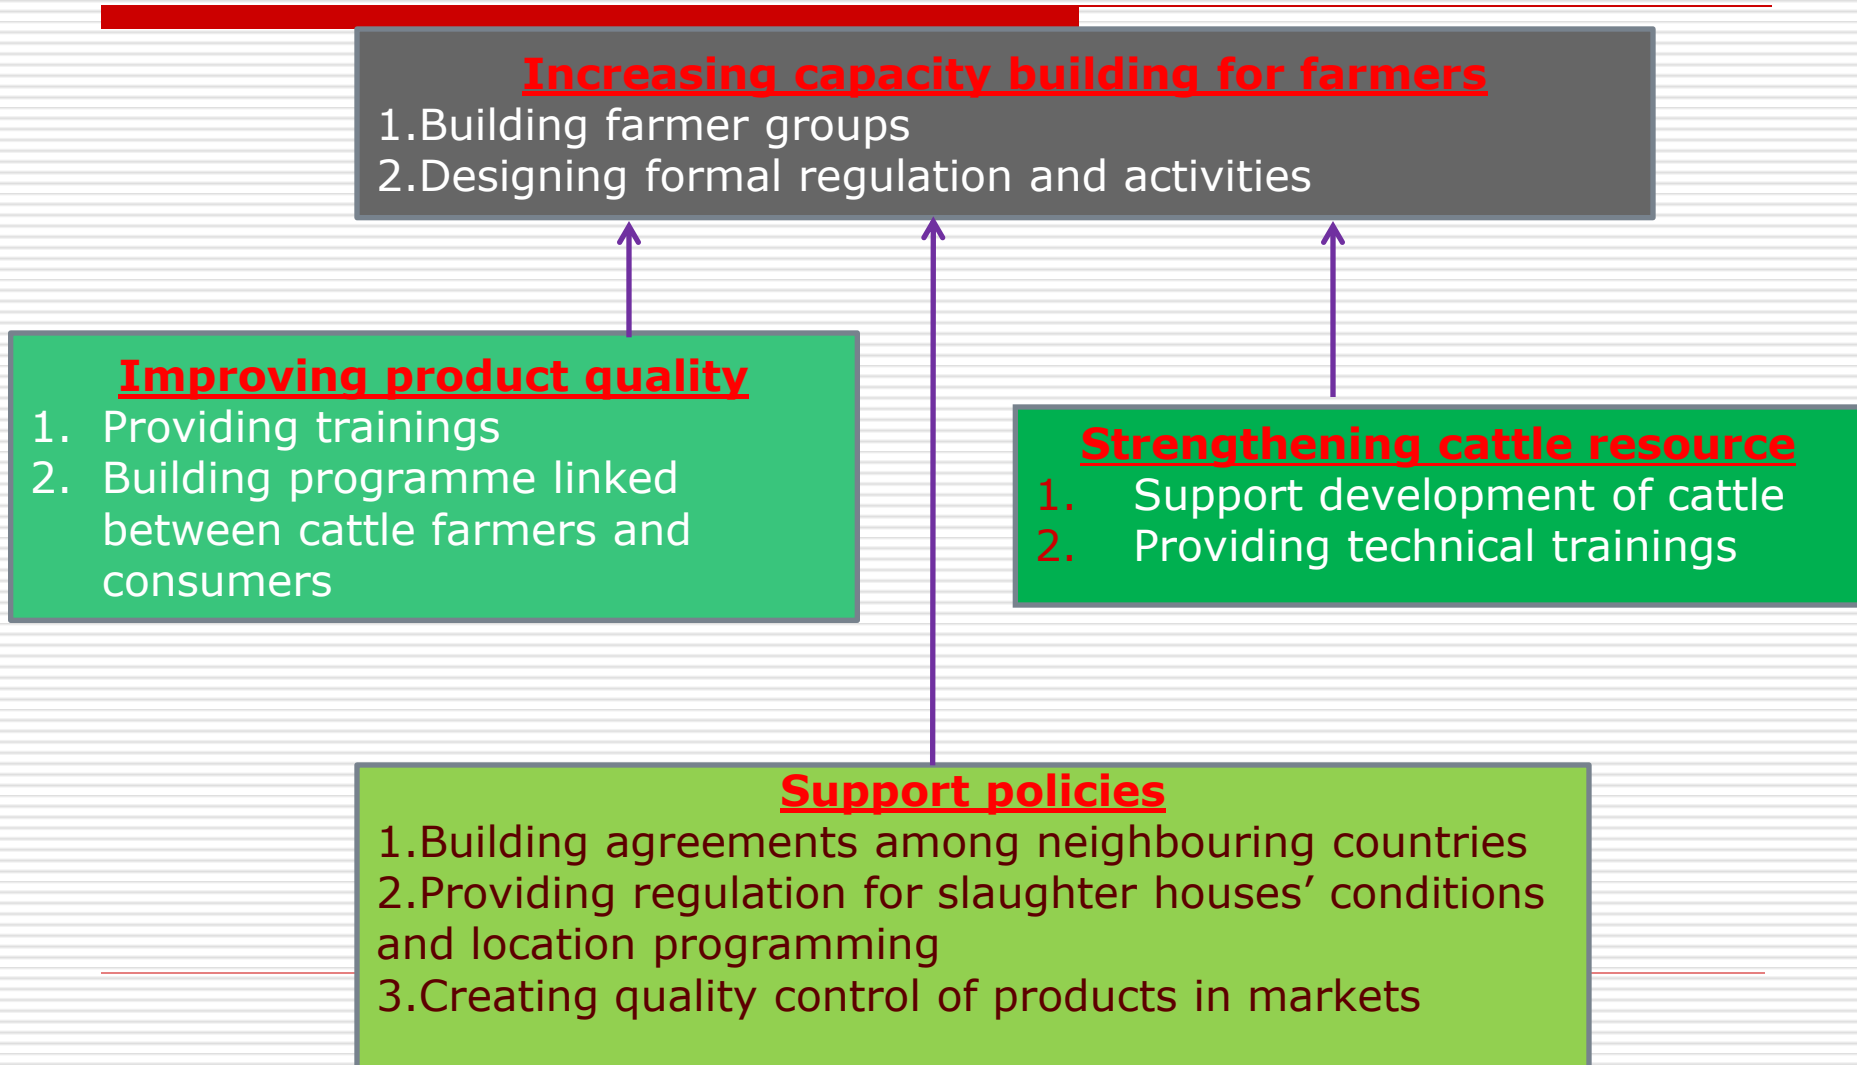 Increasing capacity building for farmers
1.Building farmer groups
2.Designing formal regulation and activities
Improving product quality
1. Providing trainings
2. Building programme linked
between cattle farmers and
consumers
Strengthening cattle resource
1. Support development of cattle
2. Providing technical trainings
Support policies
1.Building agreements among neighbouring countries
2.Providing regulation for slaughter houses’ conditions
and location programming
3.Creating quality control of products in markets